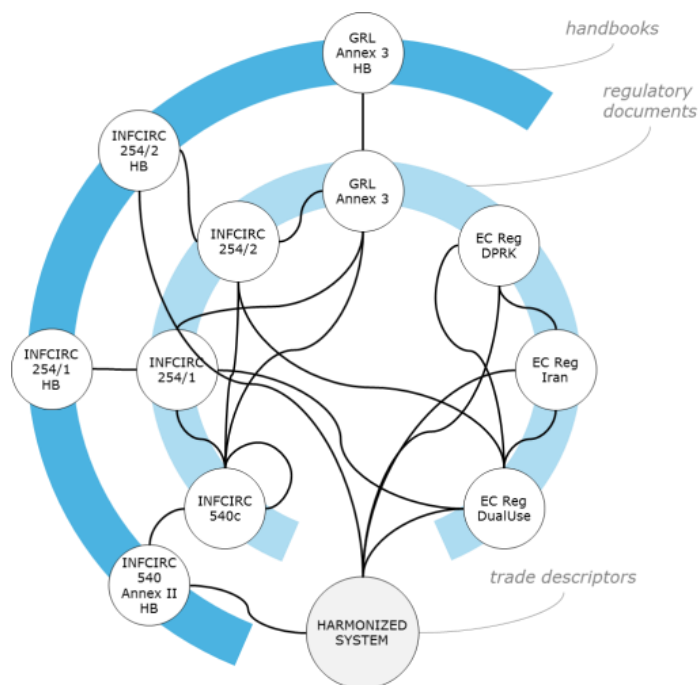 handbooks
GRL
Annex 3
HB
regulatory
documents
INFCIRC
254/2
HB
GRL
Annex 3
INFCIRC
254/2
EC Reg
DPRK
INFCIRC
254/1
HB
INFCIRC
254/1
EC Reg
Iran
INFCIRC
540c
EC Reg
DualUse
INFCIRC
540
Annex II
HB
trade descriptors
HARMONIZED
SYSTEM